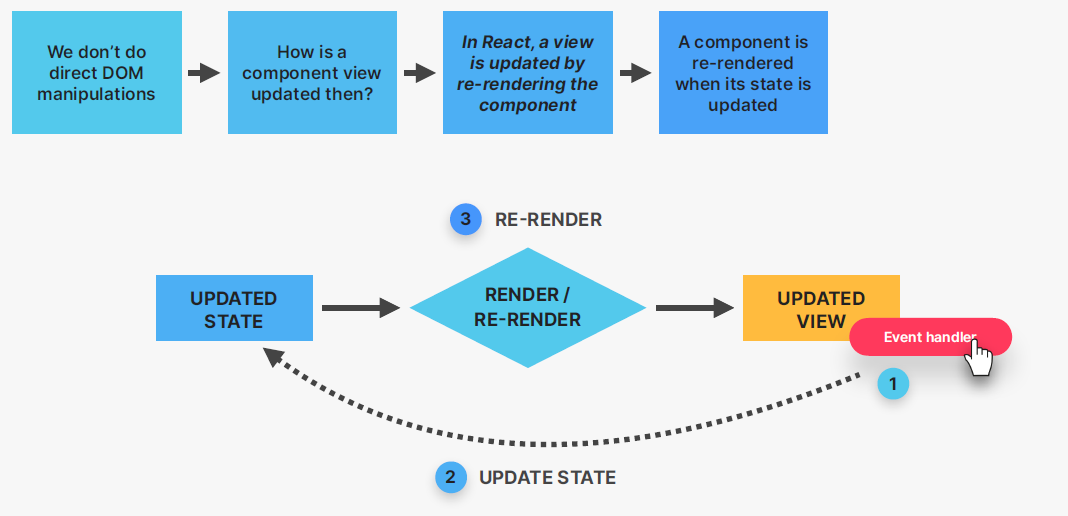 We don't do
direct DOM
manipulations
How is a
component view
updated then?
In React, a view
is updated by
re-rendering the
component
A component is
re-rendered
when its state is
updated
3 RE-RENDER
UPDATED
STATE
RENDER /
RE-RENDER
UPDATED
VIEW
Event handler
1
2 UPDATE STATE